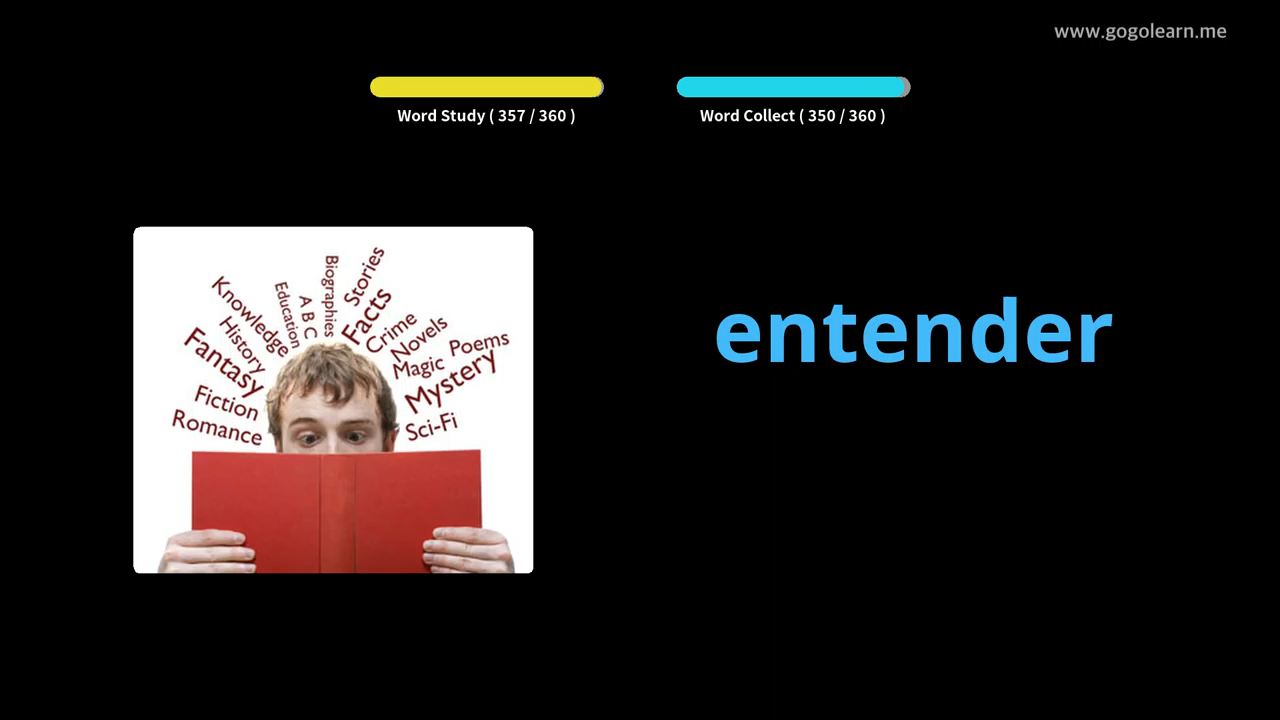 www.gogolearn.me
Word Study ( 357 / 360 )
Word Collect ( 350 / 360 )
Biographies
Stories
Education
A B C
Facts
Knowledge
Crime
History
Novels
Fantasy
Magic
Poems
Mystery
Fiction
Romance
Sci-Fi
entender